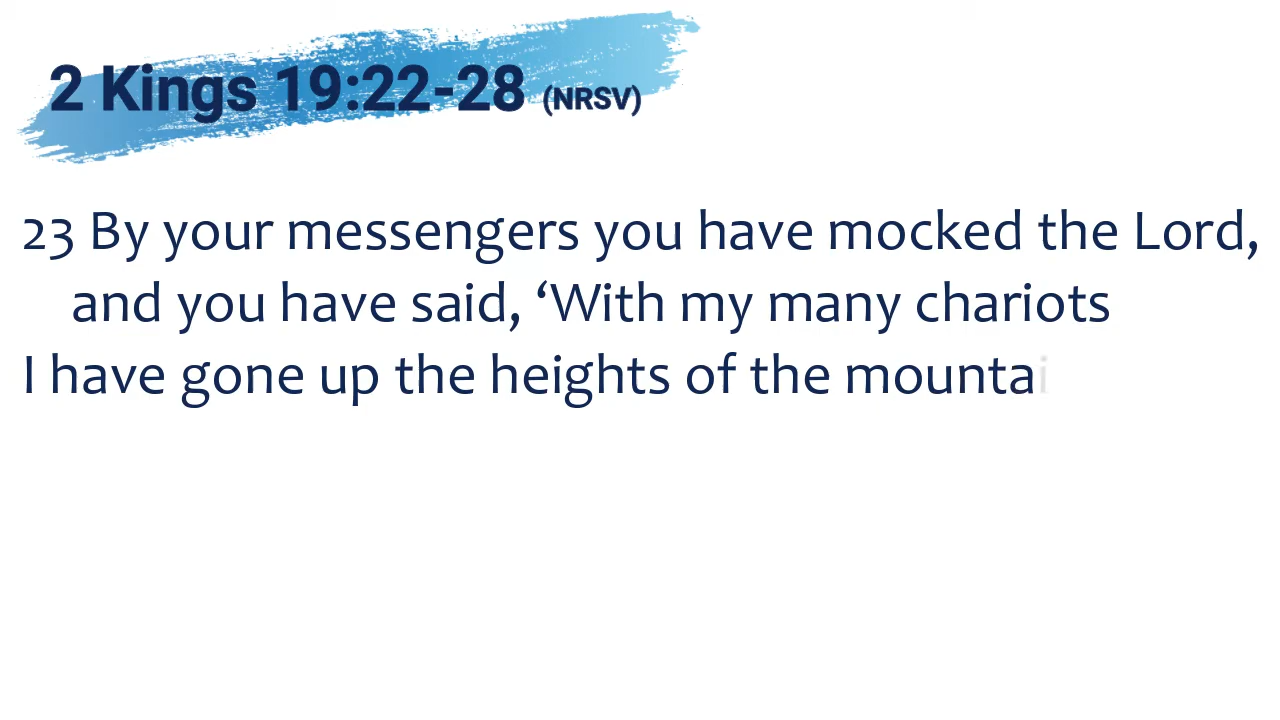 2 Kings 19:22-28 (NRSV)
23 By your messengers you have mocked the Lord,
and you have said, ‘With my many chariots
I have gone up the heights of the mountai